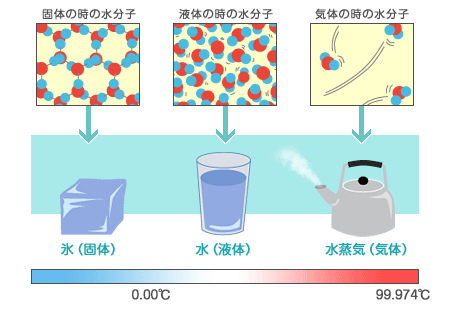 固体の時の水分子
液体の時の水分子
気体の時の水分子
氷（固体）
水（液体）
水蒸気（気体）
0.00℃
99.974℃